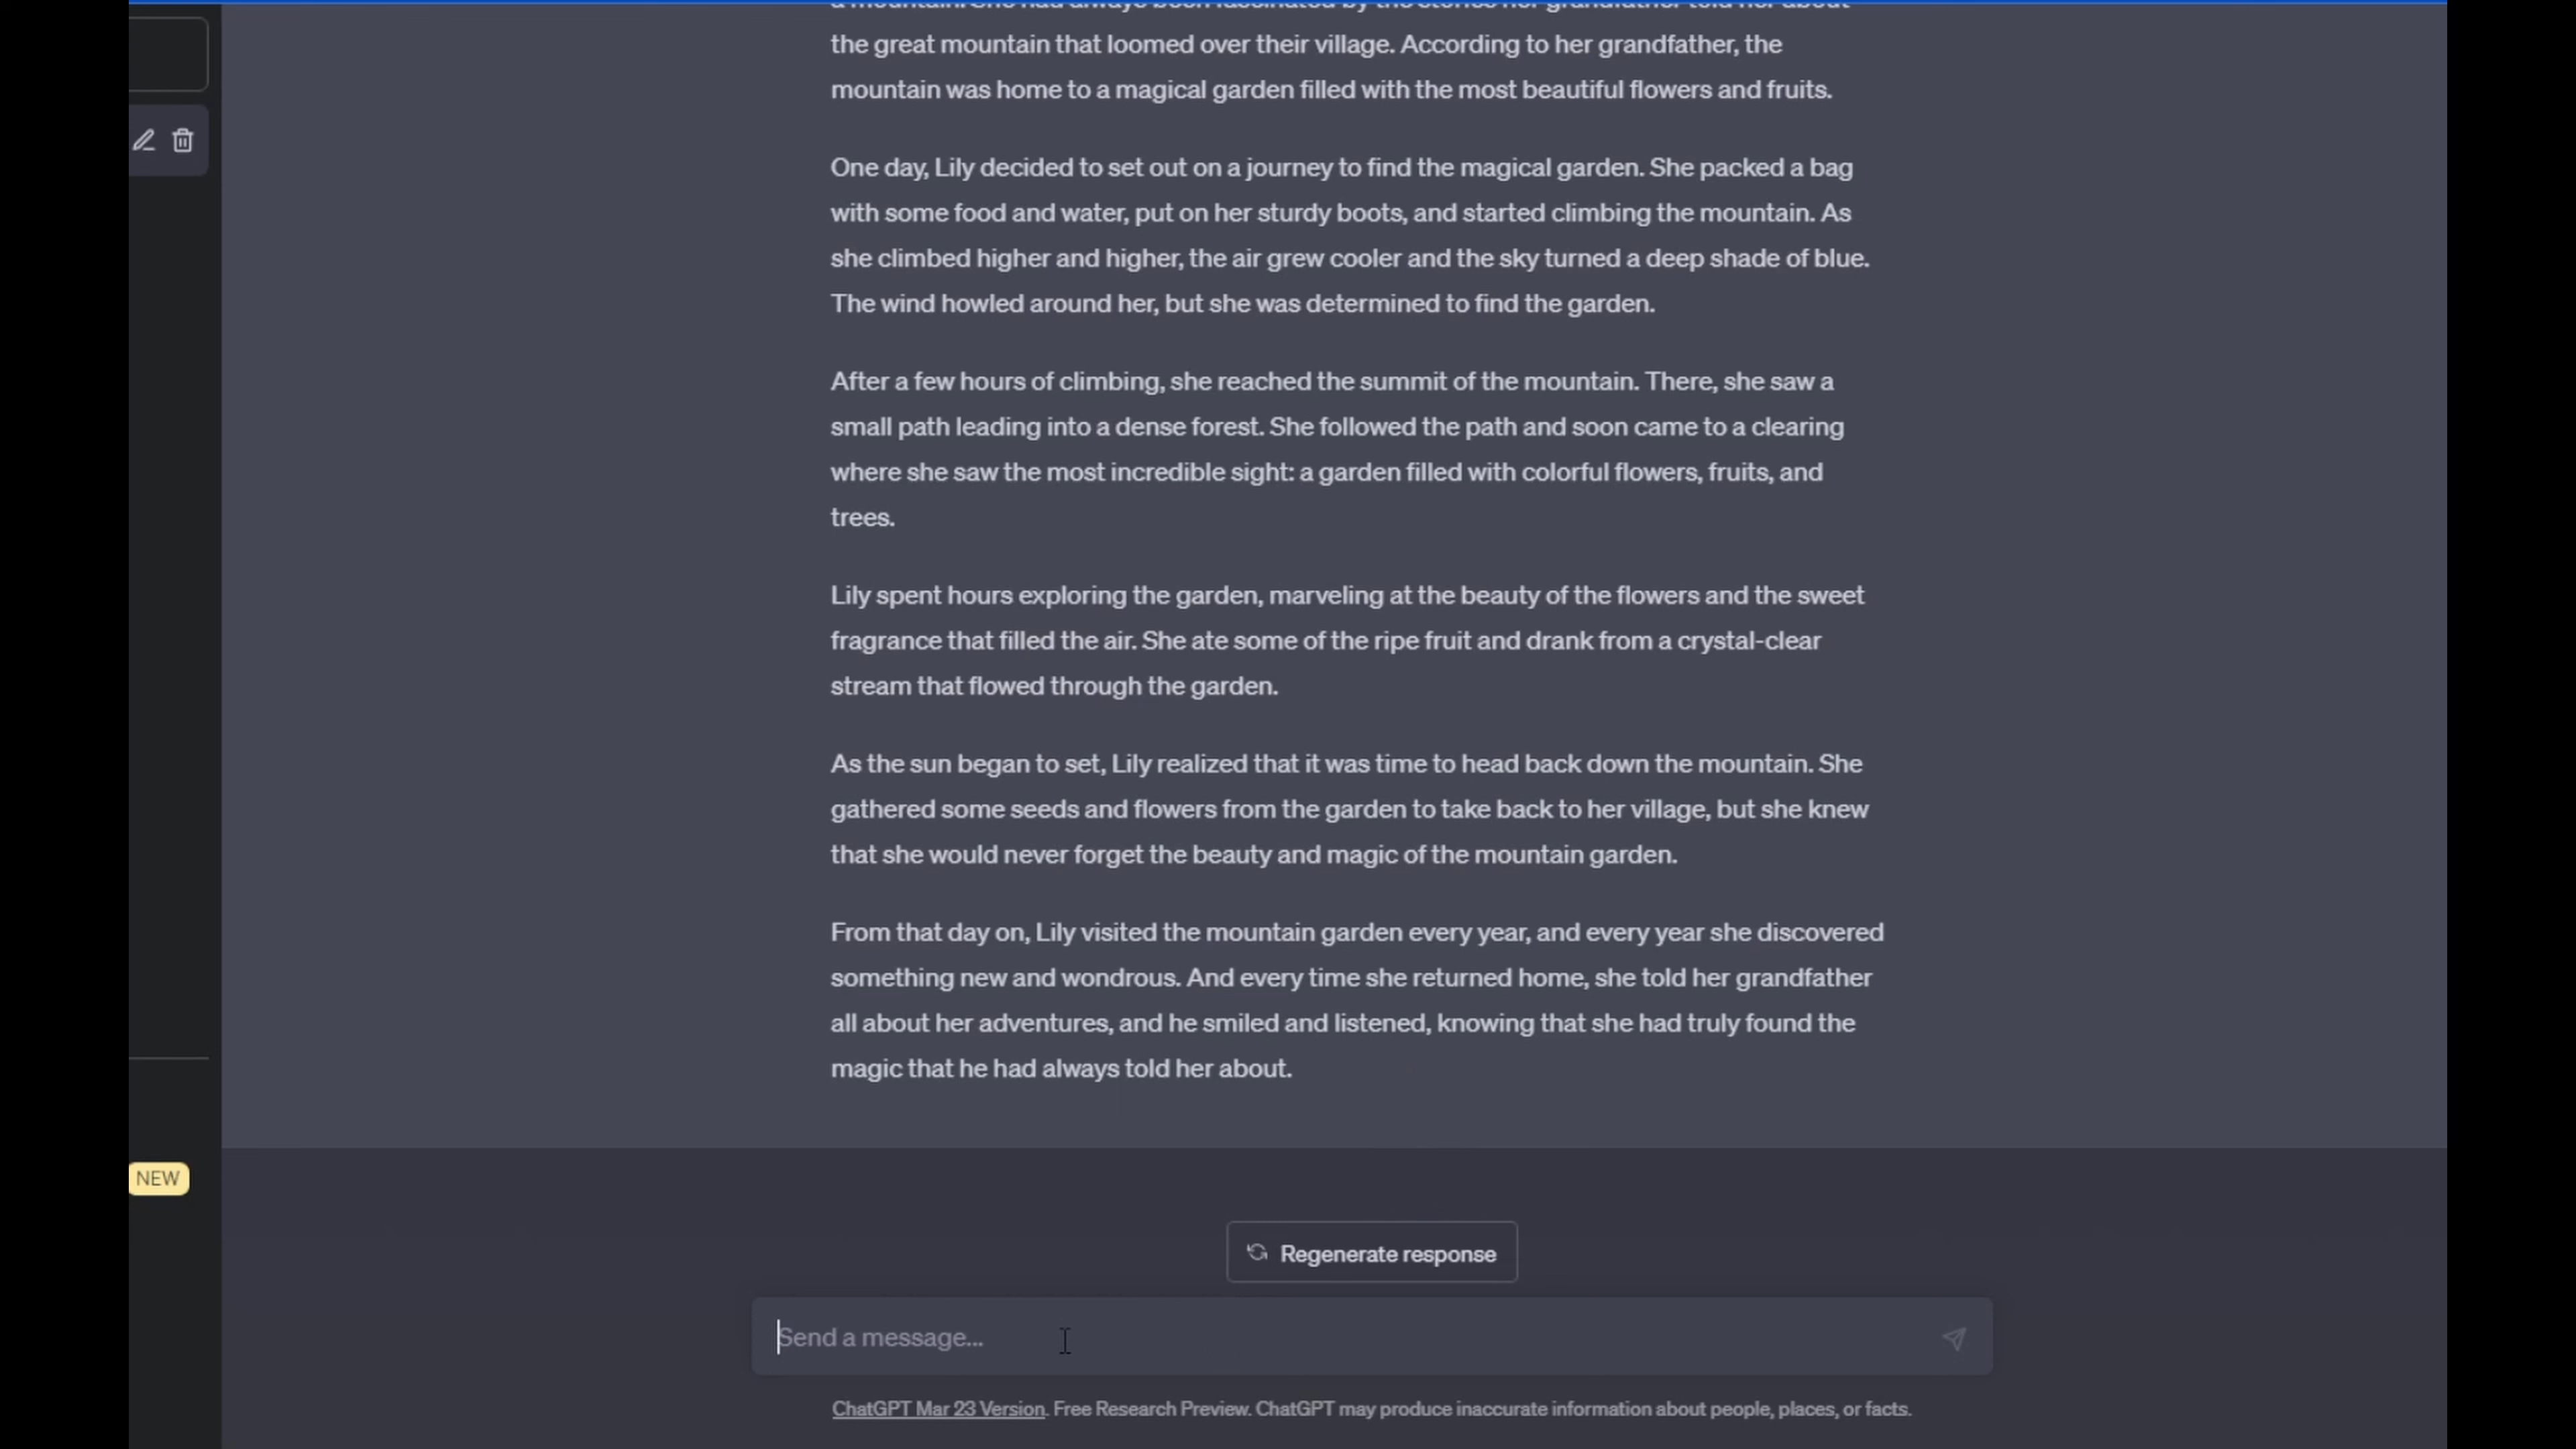 a mountain. She had always been fascinated by the stories her grandfather told her about
the great mountain that loomed over their village. According to her grandfather, the
mountain was home to a magical garden filled with the most beautiful flowers and fruits.
One day, Lily decided to set out on a journey to find the magical garden. She packed a bag
with some food and water, put on her sturdy boots, and started climbing the mountain. As
she climbed higher and higher, the air grew cooler and the sky turned a deep shade of blue.
The wind howled around her, but she was determined to find the garden.
After a few hours of climbing, she reached the summit of the mountain. There, she saw a
small path leading into a dense forest. She followed the path and soon came to a clearing
where she saw the most incredible sight: a garden filled with colorful flowers, fruits, and
trees.
Lily spent hours exploring the garden, marveling at the beauty of the flowers and the sweet
fragrance that filled the air. She ate some of the ripe fruit and drank from a crystal-clear
stream that flowed through the garden.
As the sun began to set, Lily realized that it was time to head back down the mountain. She
gathered some seeds and flowers from the garden to take back to her village, but she knew
that she would never forget the beauty and magic of the mountain garden.
From that day on, Lily visited the mountain garden every year, and every year she discovered
something new and wondrous. And every time she returned home, she told her grandfather
all about her adventures, and he smiled and listened, knowing that she had truly found the
magic that he had always told her about.
NEW
Regenerate response
Send a message...
ChatGPT Mar 23 Version. Free Research Preview. ChatGPT may produce inaccurate information about people, places, or facts.